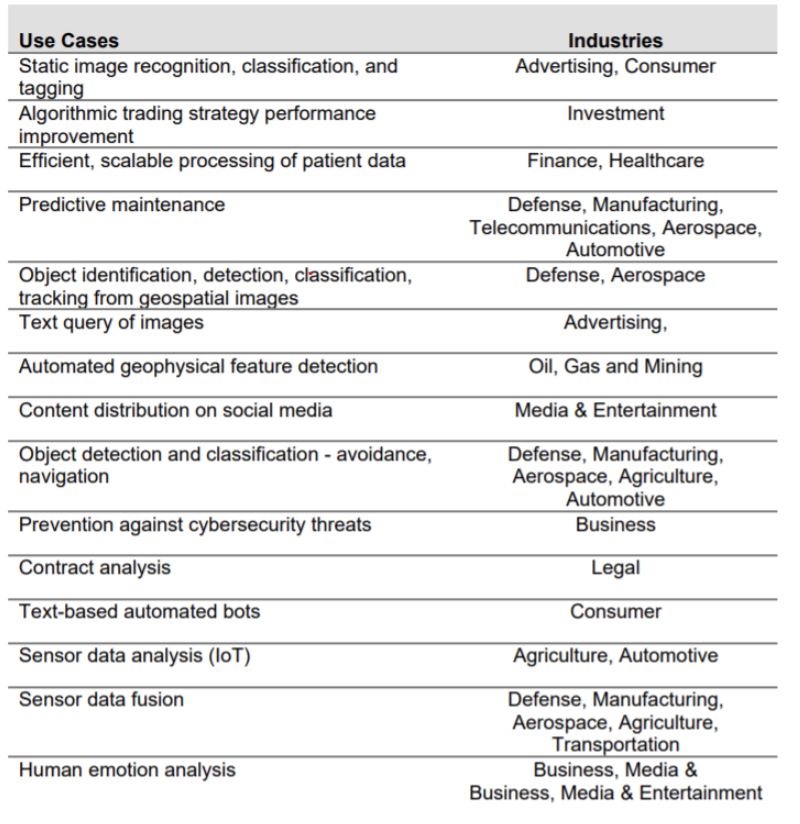 Use Cases Industries
Static image recognition, classification, and Advertising, Consumer
tagging
Algorithmic trading strategy performance Investment
improvement
Efficient, scalable processing of patient data Finance, Healthcare
Predictive maintenance Defense, Manufacturing,
Telecommunications, Aerospace,
Automotive
Object identification, detection, classification, Defense, Aerospace
tracking from geospatial images
Text query of images Advertising,
Automated geophysical feature detection Oil, Gas and Mining
Content distribution on social media Media & Entertainment
Object detection and classification - avoidance, Defense, Manufacturing,
navigation Aerospace, Agriculture,
Automotive
Prevention against cybersecurity threats Business
Contract analysis Legal
Text-based automated bots Consumer
Sensor data analysis (IoT) Agriculture, Automotive
Sensor data fusion Defense, Manufacturing,
Aerospace, Agriculture,
Transportation
Human emotion analysis Business, Media &
Business, Media & Entertainment